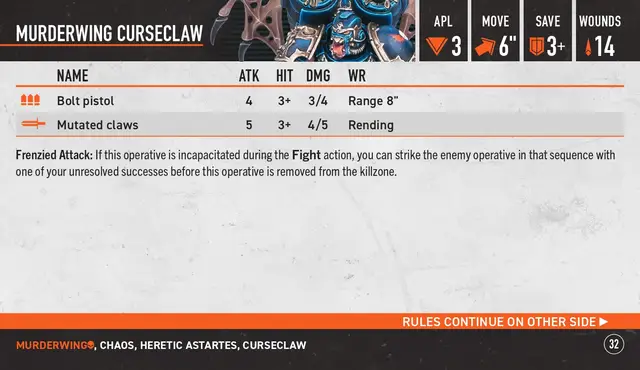 MURDERWING CURSECLAW
APL MOVE SAVE WOUNDS
3 6" 3+ 14
NAME ATK HIT DMG WR
Bolt pistol 4 3+ 3/4 Range 8"
Mutated claws 5 3+ 4/5 Rending
Frenzied Attack: If this operative is incapacitated during the Fight action, you can strike the enemy operative in that sequence with
one of your unresolved successes before this operative is removed from the killzone.
RULES CONTINUE ON OTHER SIDE ▶
MURDERWING, CHAOS, HERETIC ASTARTES, CURSECLAW
32